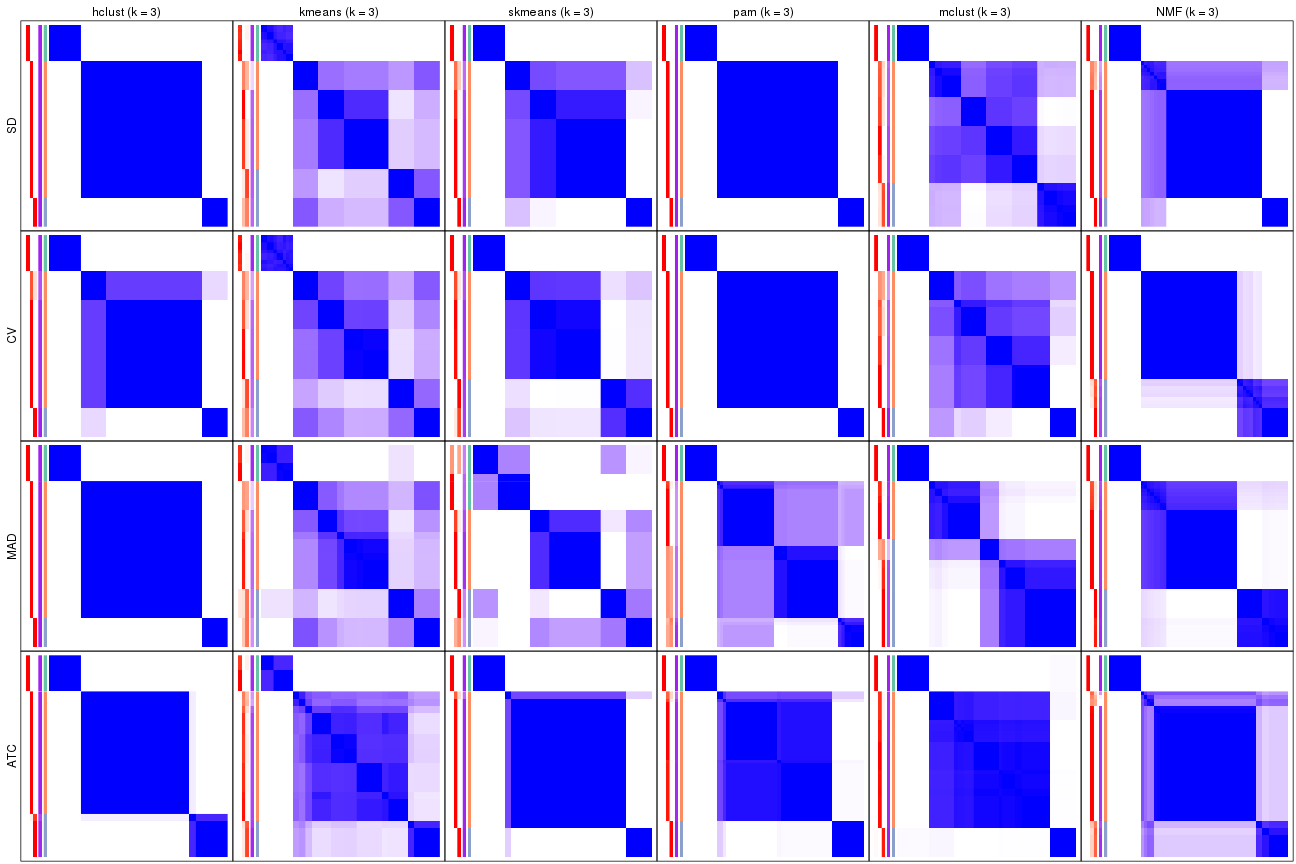 hclust (k = 3) kmeans (k = 3) skmeans (k = 3) pam (k = 3) mclust (k = 3) NMF (k = 3)
SD
CV
MAD
ATC